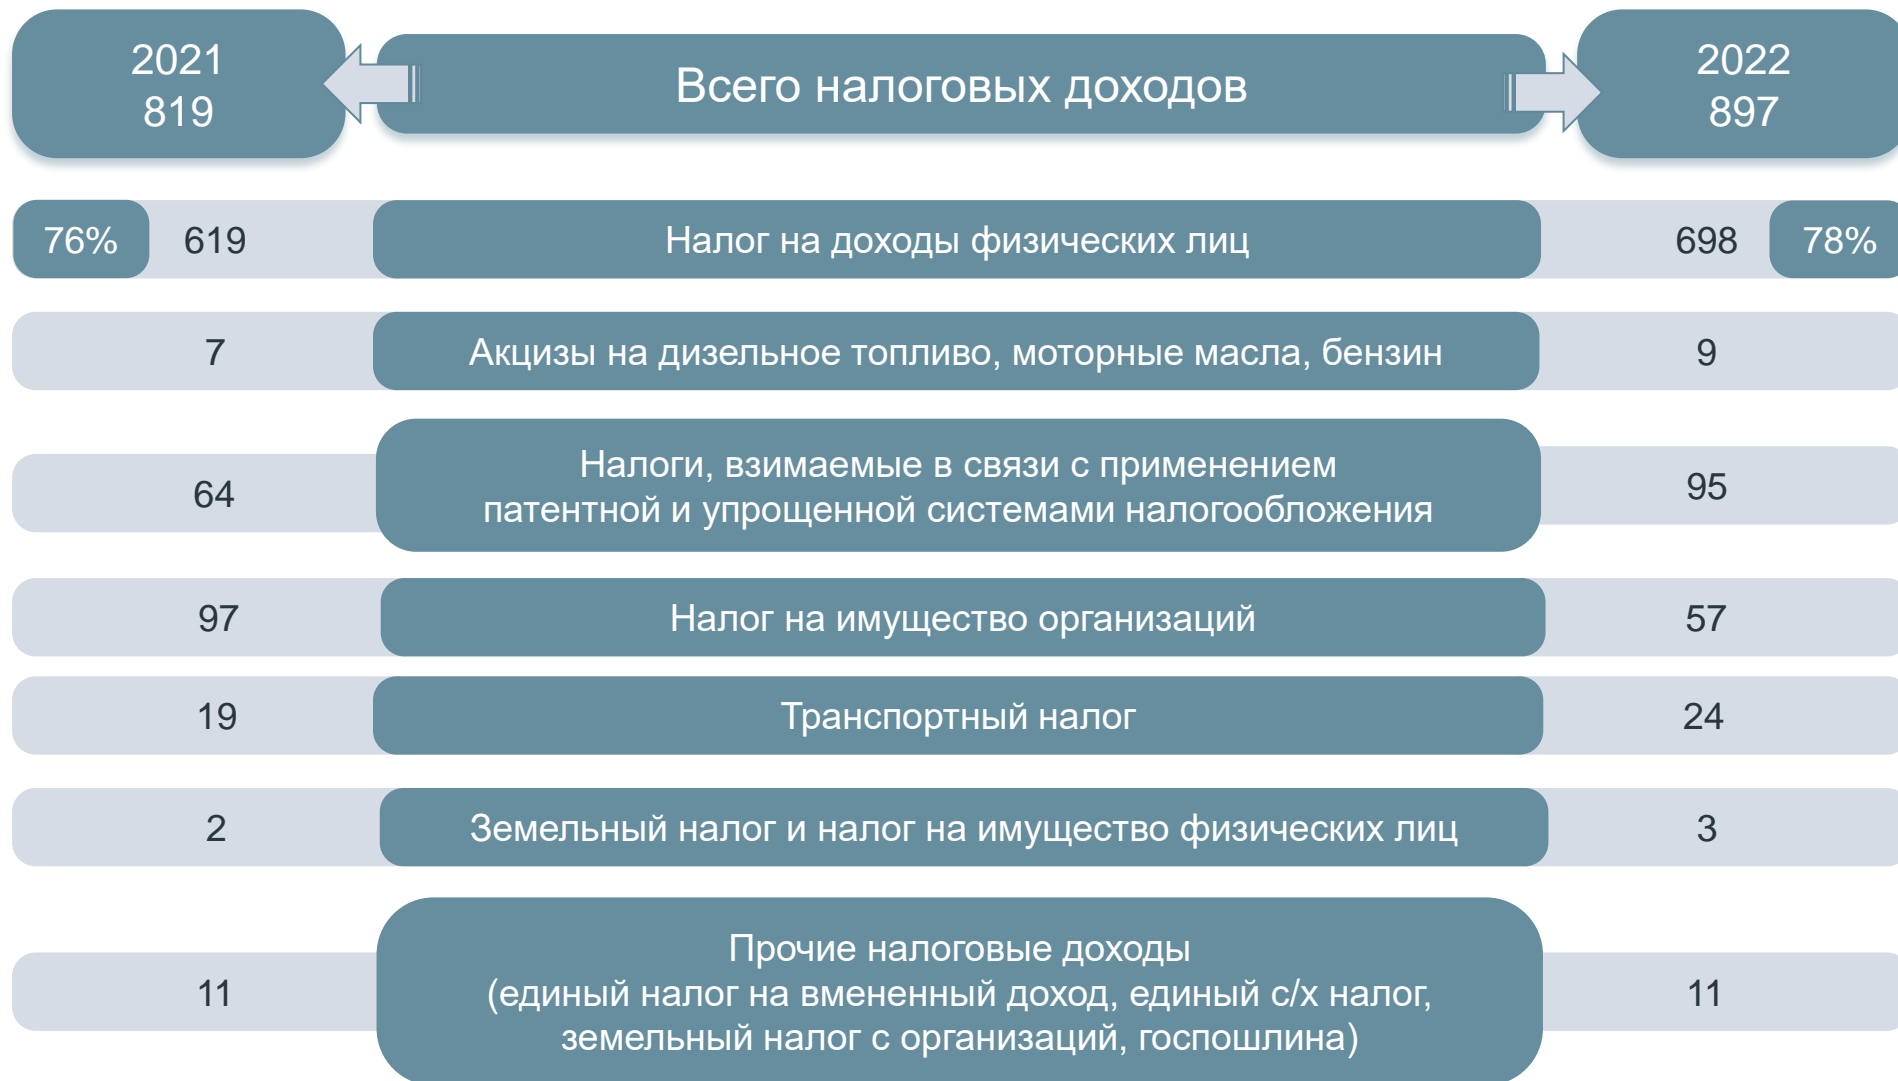 2021
819
Всего налоговых доходов
2022
897
76%
619
Налог на доходы физических лиц
698
78%
7
Акцизы на дизельное топливо, моторные масла, бензин
9
64
Налоги, взимаемые в связи с применением
патентной и упрощенной системами налогообложения
95
97
Налог на имущество организаций
57
19
Транспортный налог
24
2
Земельный налог и налог на имущество физических лиц
3
11
Прочие налоговые доходы
(единый налог на вмененный доход, единый с/х налог,
земельный налог с организаций, госпошлина)
11